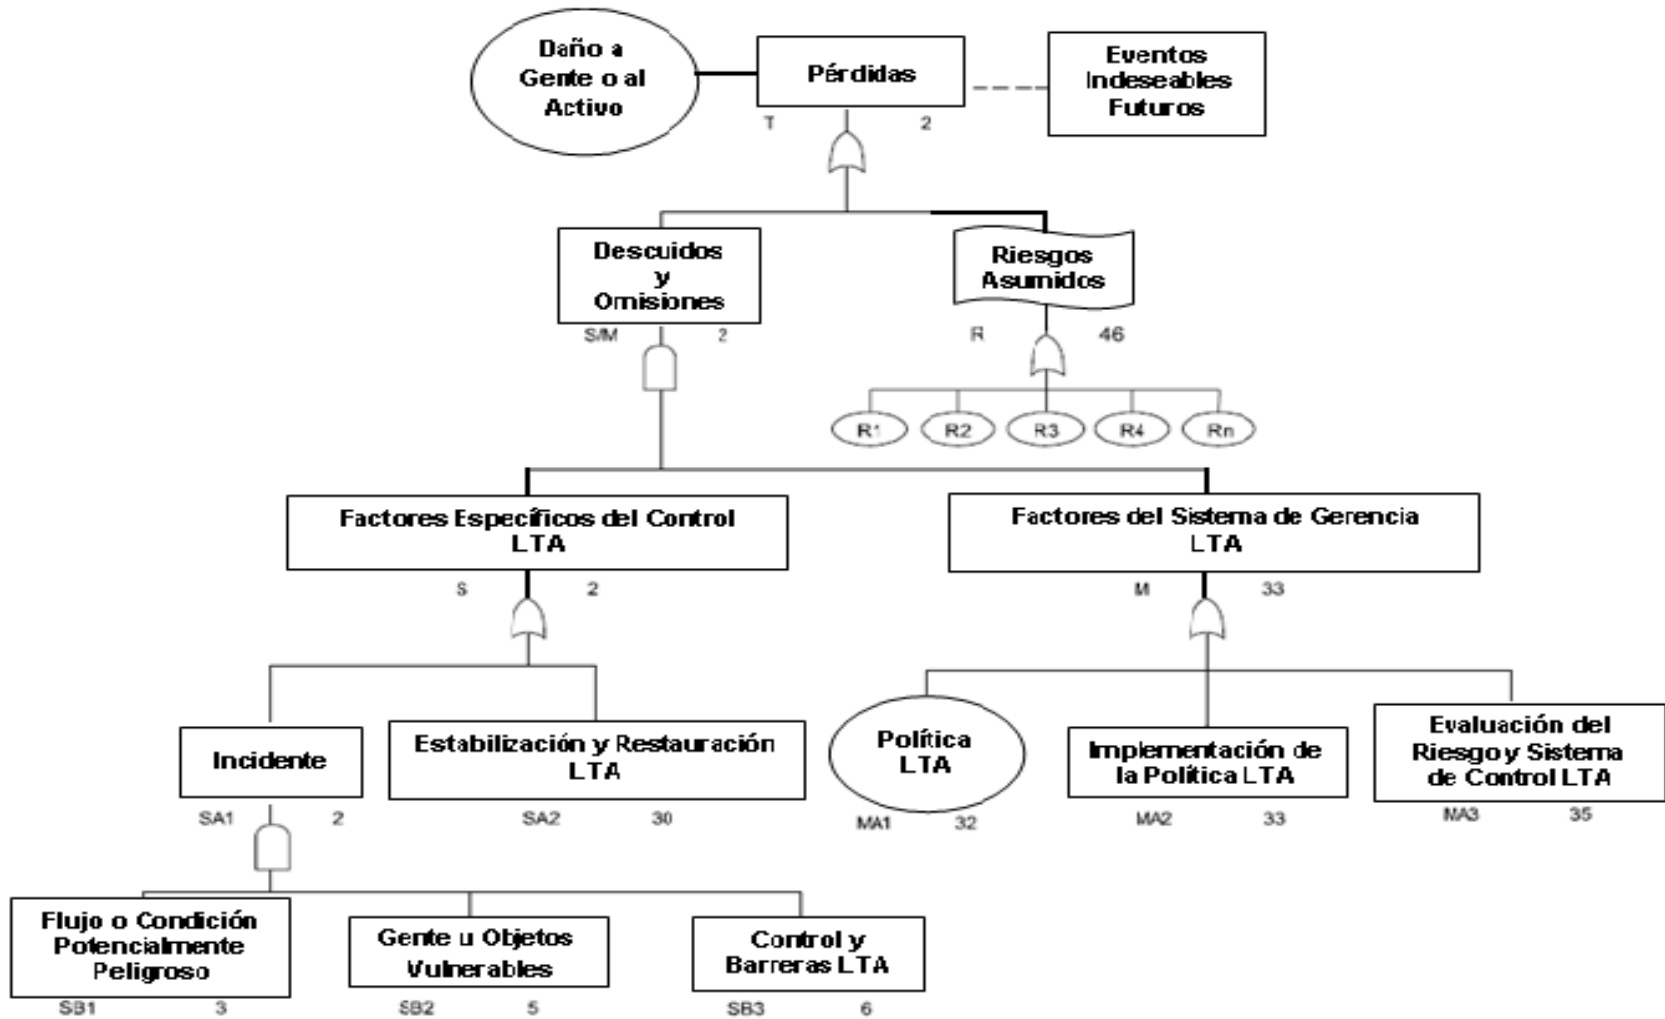 Daño a
Gente o al
Activo
Pérdidas
Eventos
Indeseables
Futuros
T 2
Descuidos
y
Omisiones
Riesgos
Asumidos
S/M 2
R 46
R1 R2 R3 R4 Rn
Factores Específicos del Control
LTA
Factores del Sistema de Gerencia
LTA
S 2
M 33
Incidente
Estabilización y Restauración
LTA
Política
LTA
Implementación de
la Política LTA
Evaluación del
Riesgo y Sistema
de Control LTA
SA1 2
SA2 30
MA1 32
MA2 33
MA3 35
Flujo o Condición
Potencialmente
Peligroso
Gente u Objetos
Vulnerables
Control y
Barreras LTA
SB1 3
SB2 5
SB3 6